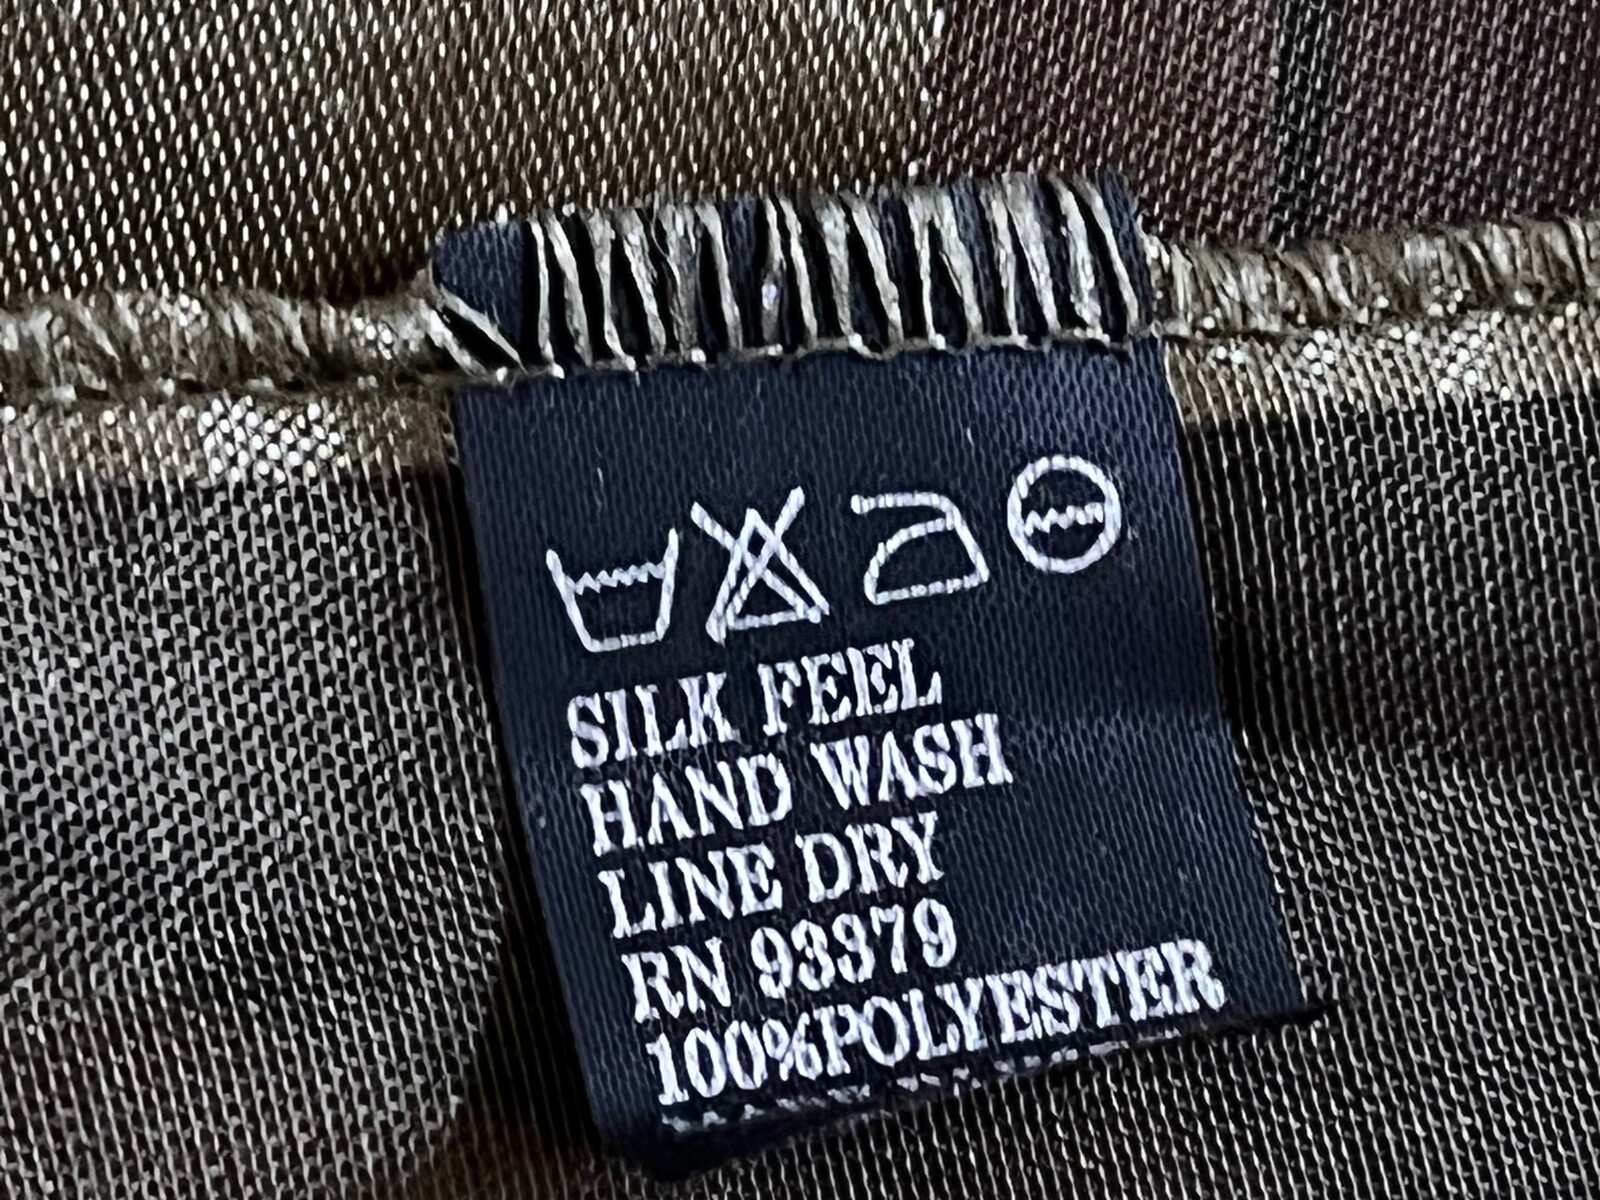 SILK FEEL
HAND WASH
LINE DRY
RN 93379
100%POLYESTER